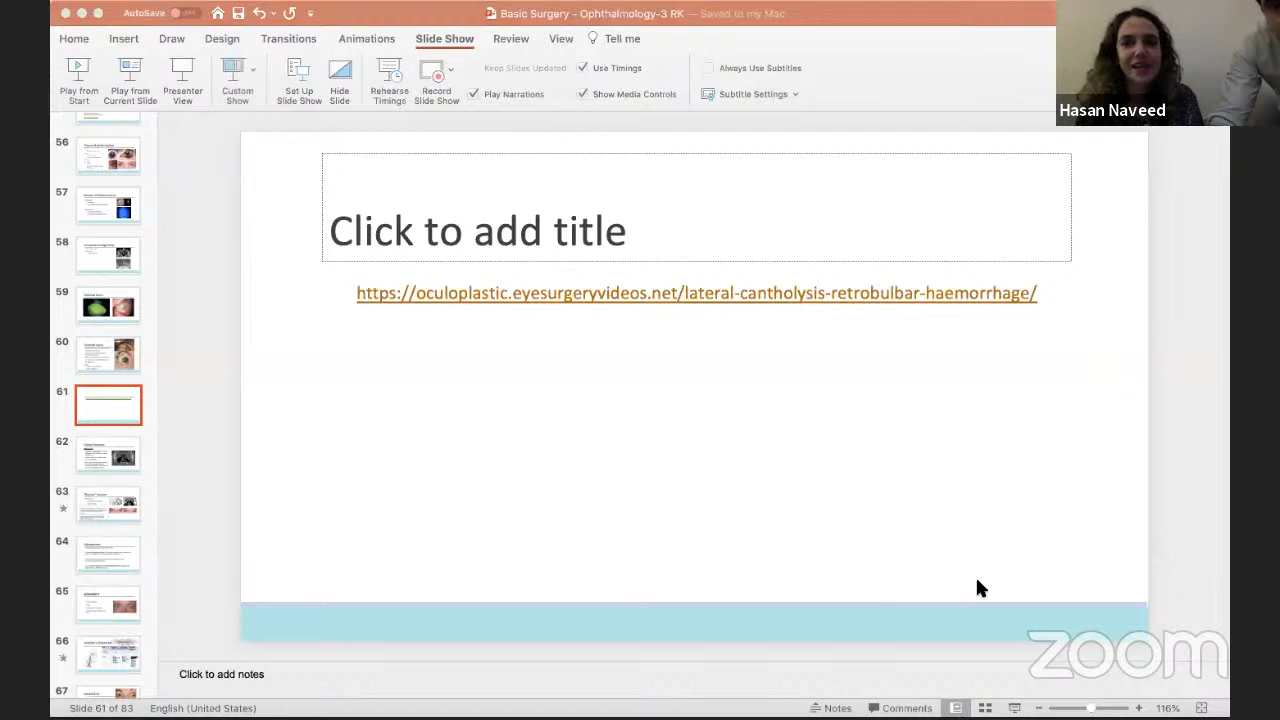 AutoSave OFF
Basic Surgery – Ophthalmology-3 RK — Saved to my Mac
Home Insert Draw Design Transitions Animations Slide Show Review View Tell me
Play from Start
Play from Current Slide
Presenter View
Custom Show
Set Up Slide Show
Hide Slide
Rehearse Timings
Record Slide Show
Keep Slides Updated
Use Timings
Play Narrations
Show Media Controls
Always Use Subtitles
Subtitle Settings
Hasan Naveed
56
57
58
59
60
61
62
63
64
65
66
67
Click to add title
https://oculoplastic.eyesurgeryvideos.net/lateral-cantholysis-retrobulbar-haemorrhage/
zoom
Click to add notes
Slide 61 of 83 English (United States) Notes Comments 116%